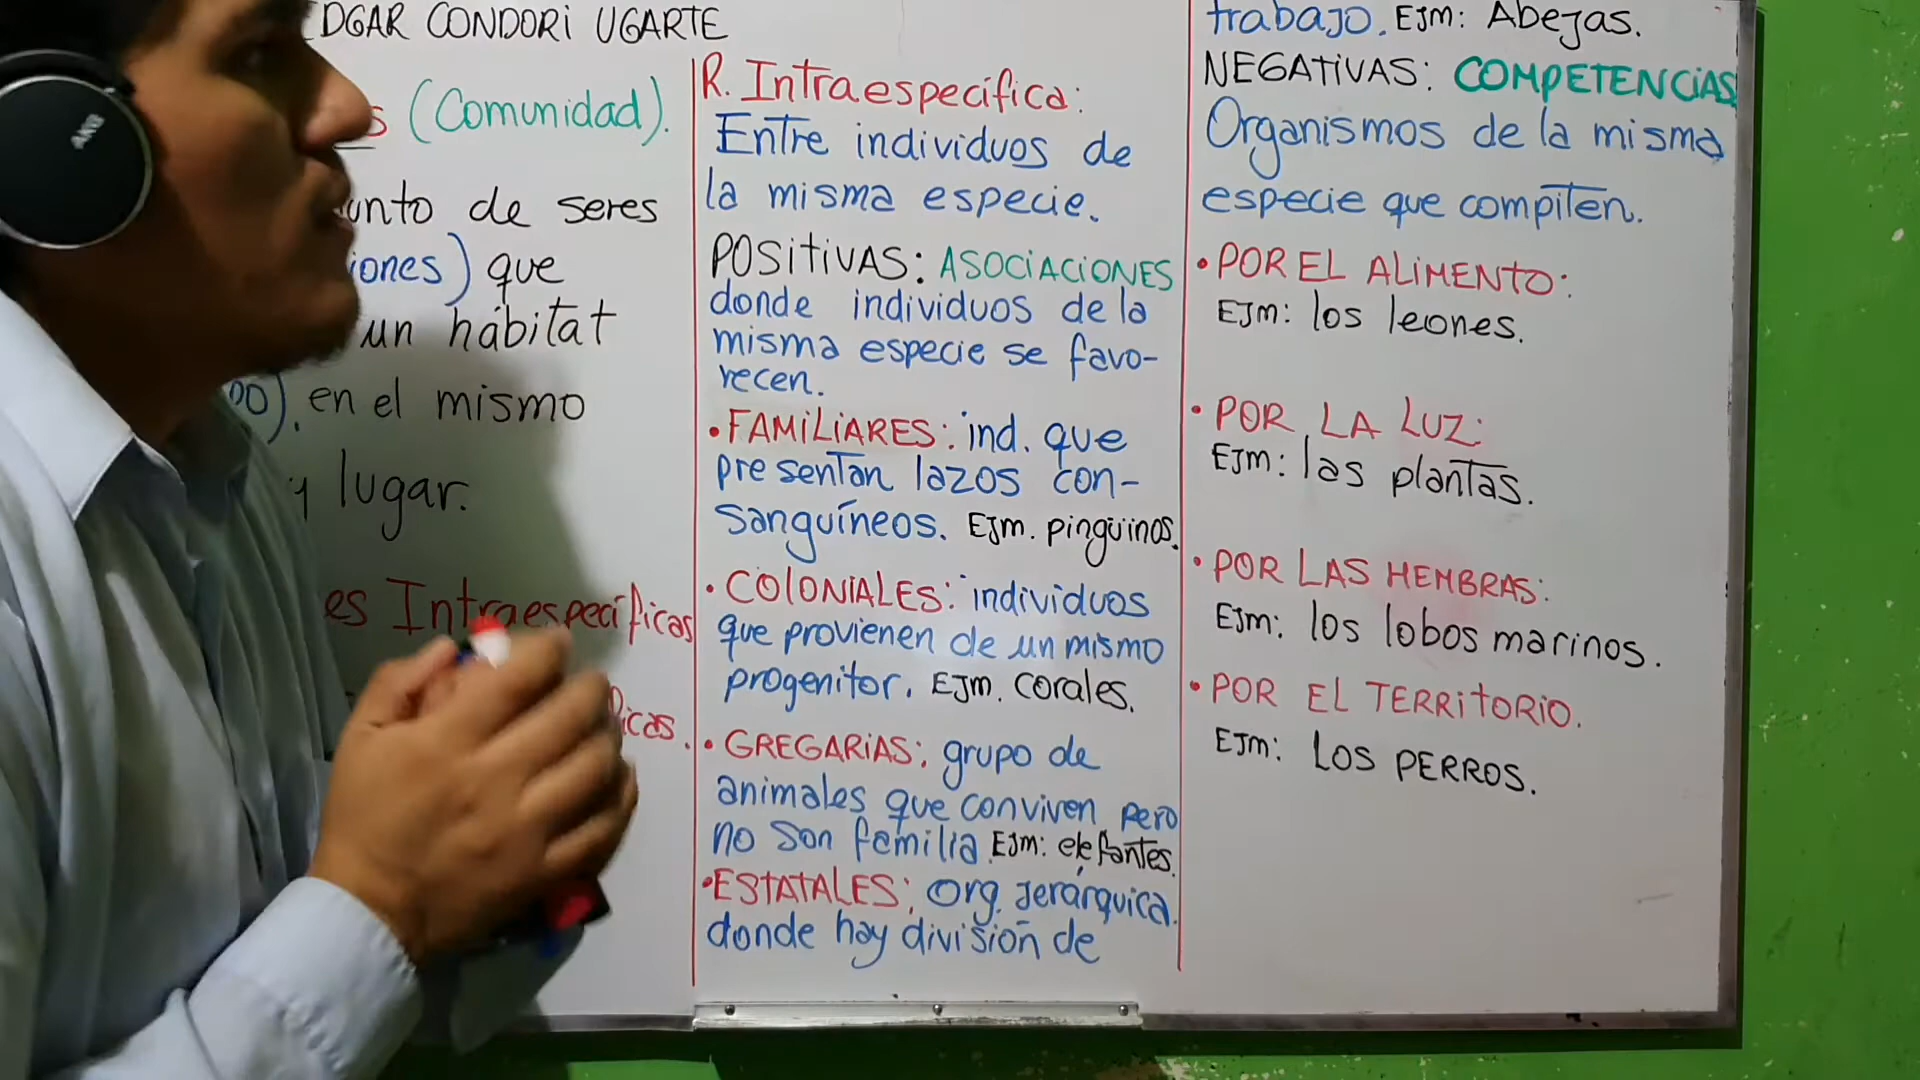 EDGAR CONDORI UGARTE
(Comunidad).
de seres
que
un hábitat
en el mismo
y lugar.
Intraespecíficas
R. Intraespecífica:
Entre individuos de
la misma especie.
POSITIVAS: ASOCIACIONES
donde individuos de la
misma especie se favo-
recen.
• FAMILIARES: ind. que
presentan lazos con-
sanguíneos. EJm. pingüinos.
• COLONIALES: individuos
que provienen de un mismo
progenitor. EJm. corales.
• GREGARIAS: grupo de
animales que conviven pero
no son familia. EJm: elefantes.
• ESTATALES: Org. Jerárquica.
donde hay división de
trabajo. EJm: Abejas.
NEGATIVAS: COMPETENCIAS
Organismos de la misma
especie que compiten.
• POR EL ALIMENTO:
EJm: los leones.
• POR LA LUZ:
EJm: las plantas.
• POR LAS HEMBRAS:
EJm: los lobos marinos.
• POR EL TERRITORIO.
EJm: LOS PERROS.